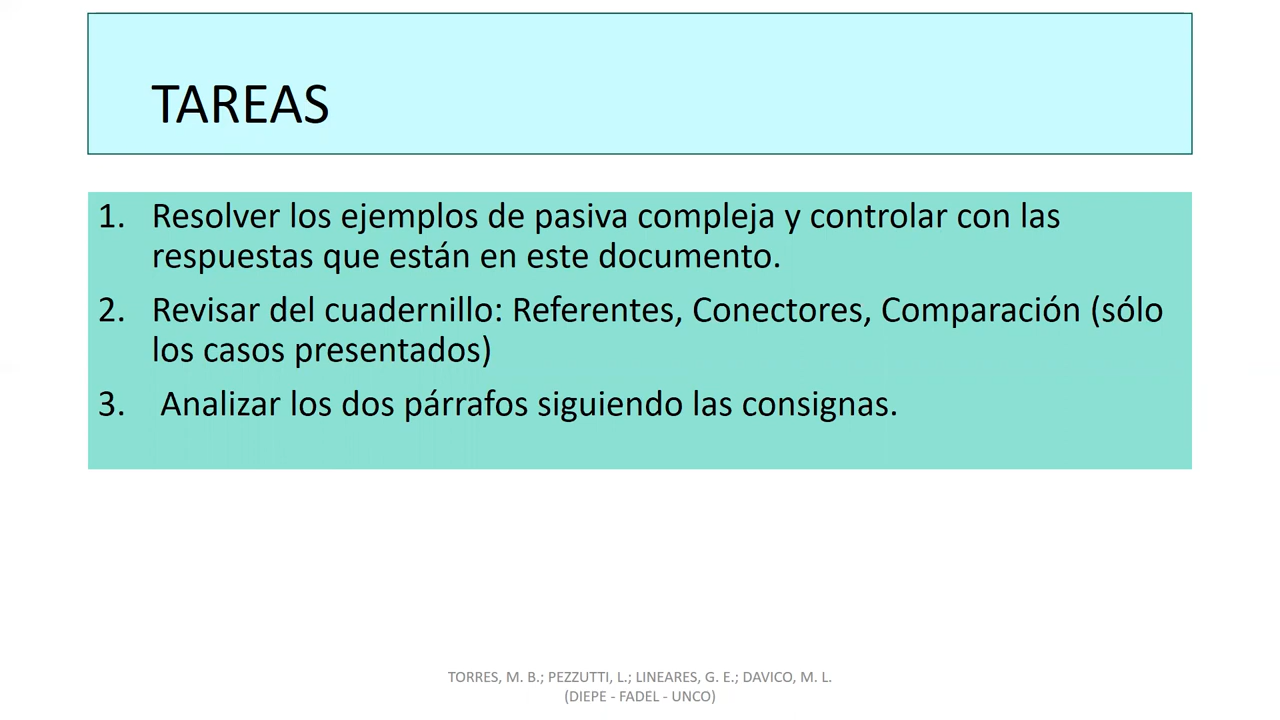 TAREAS
1. Resolver los ejemplos de pasiva compleja y controlar con las
respuestas que están en este documento.
2. Revisar del cuadernillo: Referentes, Conectores, Comparación (sólo
los casos presentados)
3. Analizar los dos párrafos siguiendo las consignas.
TORRES, M. B.; PEZZUTTI, L.; LINEARES, G. E.; DAVICO, M. L.
(DIEPE - FADEL - UNCO)